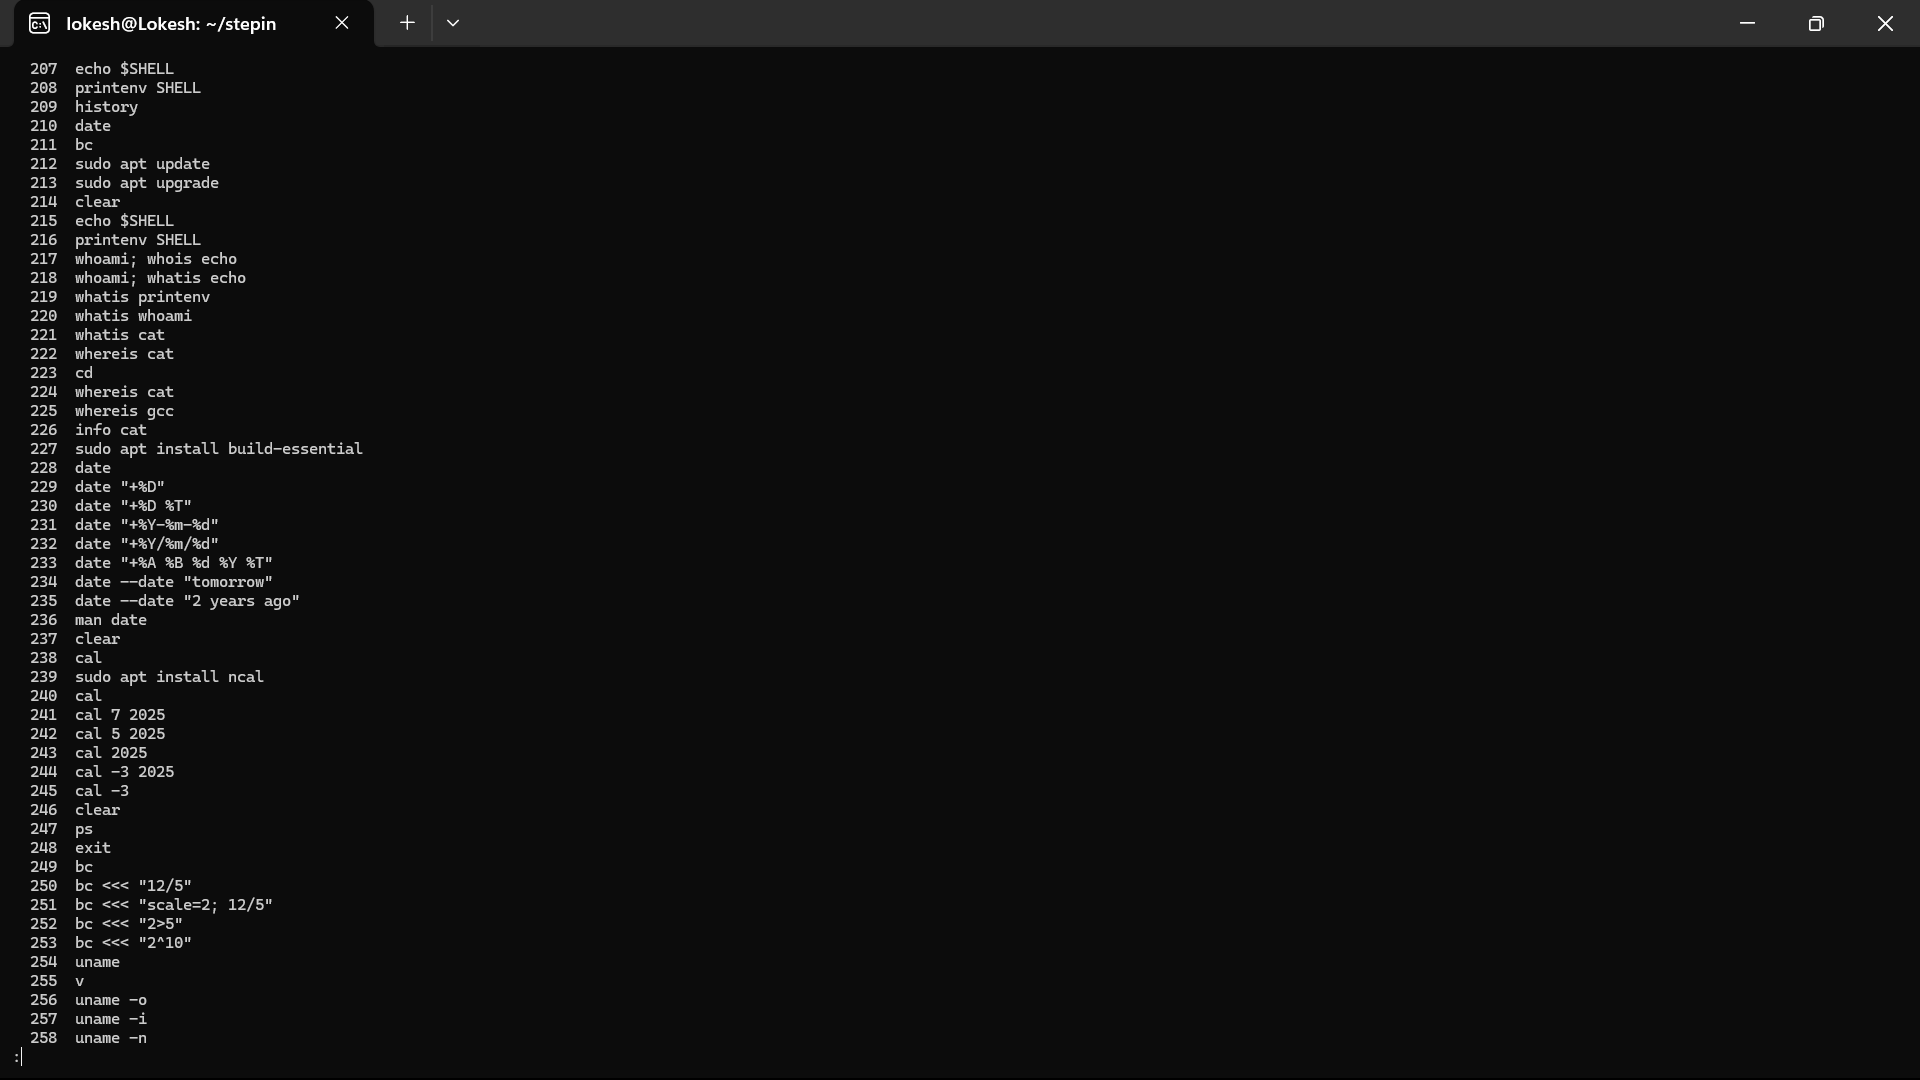 lokesh@Lokesh: ~/stepin
207 echo $SHELL
208 printenv SHELL
209 history
210 date
211 bc
212 sudo apt update
213 sudo apt upgrade
214 clear
215 echo $SHELL
216 printenv SHELL
217 whoami; whois echo
218 whoami; whatis echo
219 whatis printenv
220 whatis whoami
221 whatis cat
222 whereis cat
223 cd
224 whereis cat
225 whereis gcc
226 info cat
227 sudo apt install build-essential
228 date
229 date "+%D"
230 date "+%D %T"
231 date "+%Y-%m-%d"
232 date "+%Y/%m/%d"
233 date "+%A %B %d %Y %T"
234 date --date "tomorrow"
235 date --date "2 years ago"
236 man date
237 clear
238 cal
239 sudo apt install ncal
240 cal
241 cal 7 2025
242 cal 5 2025
243 cal 2025
244 cal -3 2025
245 cal -3
246 clear
247 ps
248 exit
249 bc
250 bc <<< "12/5"
251 bc <<< "scale=2; 12/5"
252 bc <<< "2>5"
253 bc <<< "2^10"
254 uname
255 v
256 uname -o
257 uname -i
258 uname -n
: